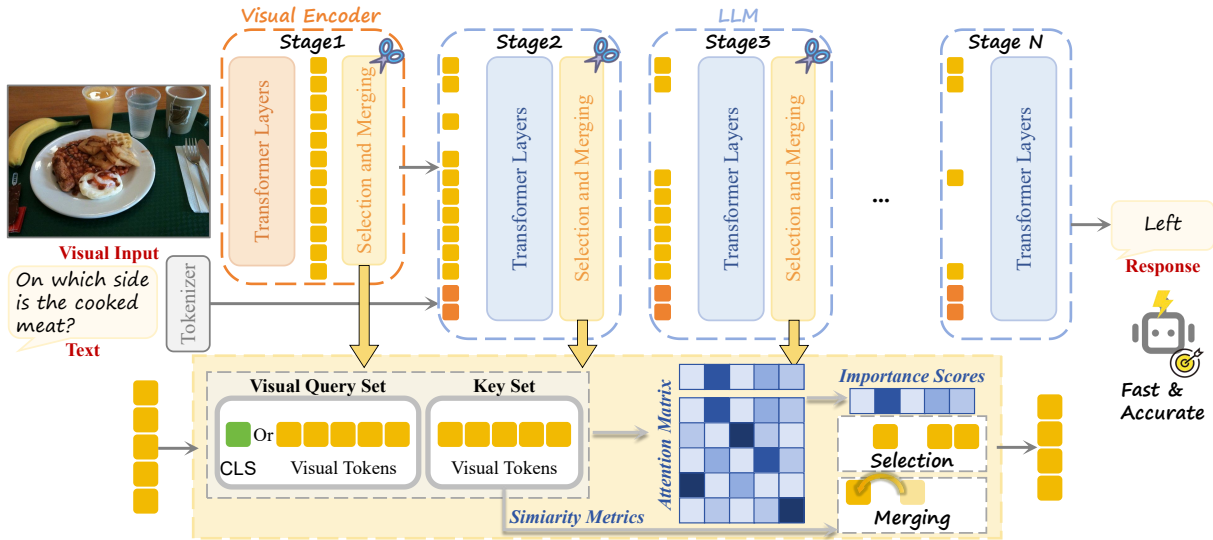 Visual Encoder
LLM
Stage1
Stage2
Stage3
Stage N
Transformer Layers
Selection and Merging
Transformer Layers
Selection and Merging
Transformer Layers
Selection and Merging
...
Transformer Layers
Visual Input
On which side
is the cooked
meat?
Text
Tokenizer
Left
Response
Fast &
Accurate
Visual Query Set
Key Set
Or
CLS
Visual Tokens
Visual Tokens
Attention Matrix
Importance Scores
Selection
Merging
Simiarity Metrics